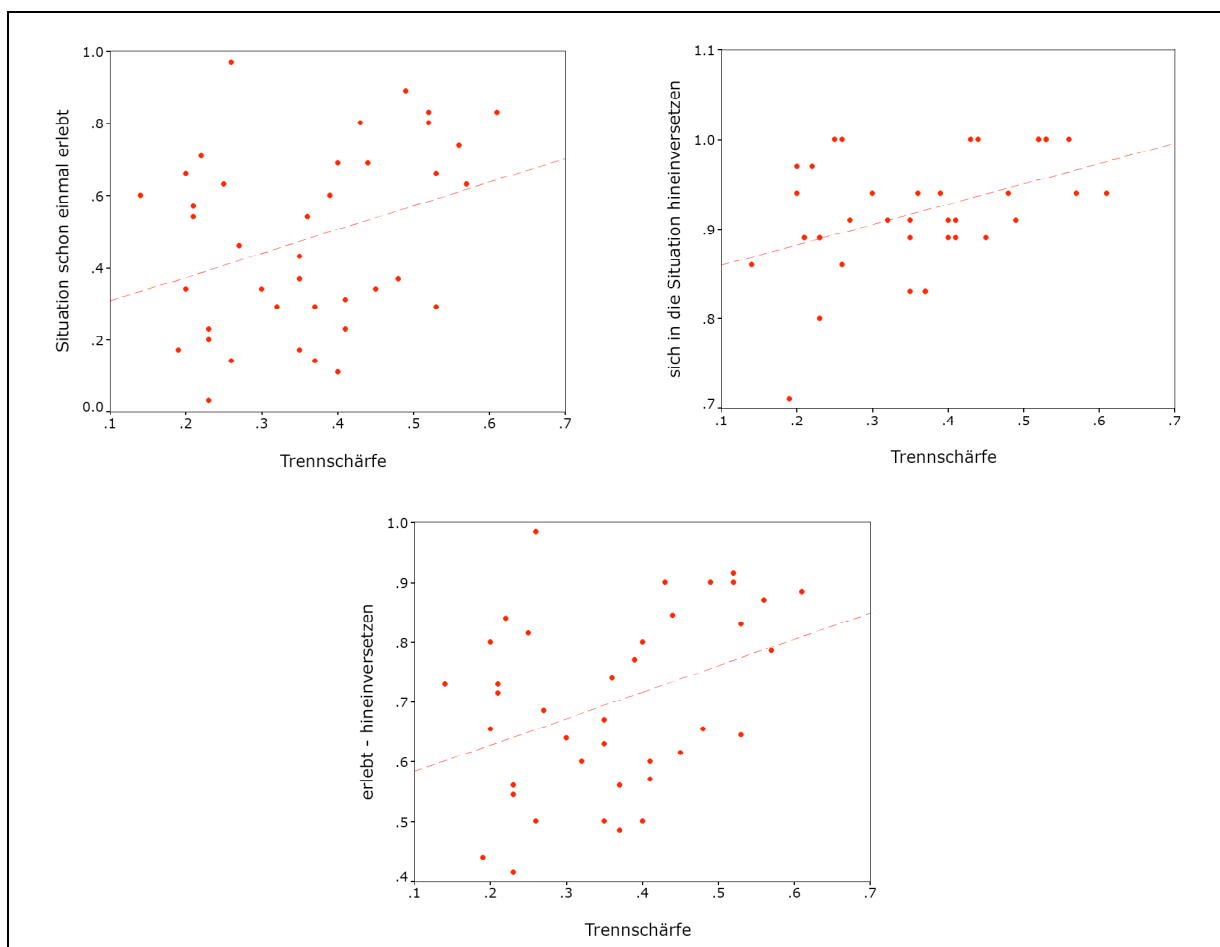 Situation schon einmal erlebt
1.0
.8
.6
.4
.2
0.0
.1 .2 .3 .4 .5 .6 .7
Trennschärfe
sich in die Situation hineinversetzen
1.1
1.0
.9
.8
.7
.1 .2 .3 .4 .5 .6 .7
Trennschärfe
erlebt - hineinversetzen
1.0
.9
.8
.7
.6
.5
.4
.1 .2 .3 .4 .5 .6 .7
Trennschärfe